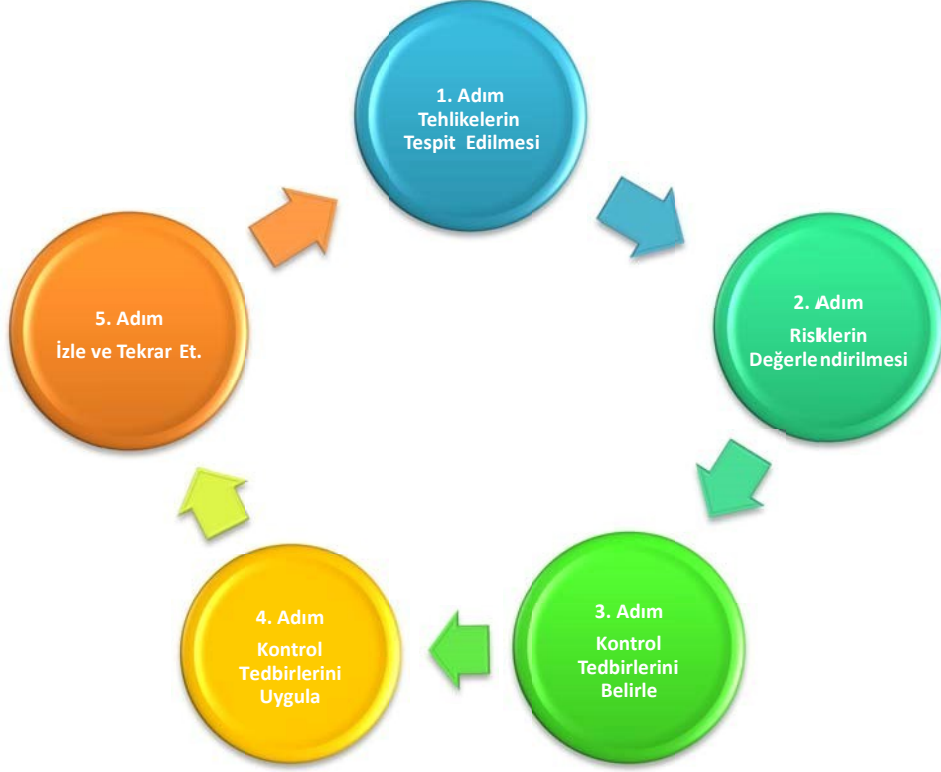 1. Adım
Tehlikelerin
Tespit Edilmesi
2. Adım
Risklerin
Değerlendirilmesi
3. Adım
Kontrol
Tedbirlerini
Belirle
4. Adım
Kontrol
Tedbirlerini
Uygula
5. Adım
İzle ve Tekrar Et.